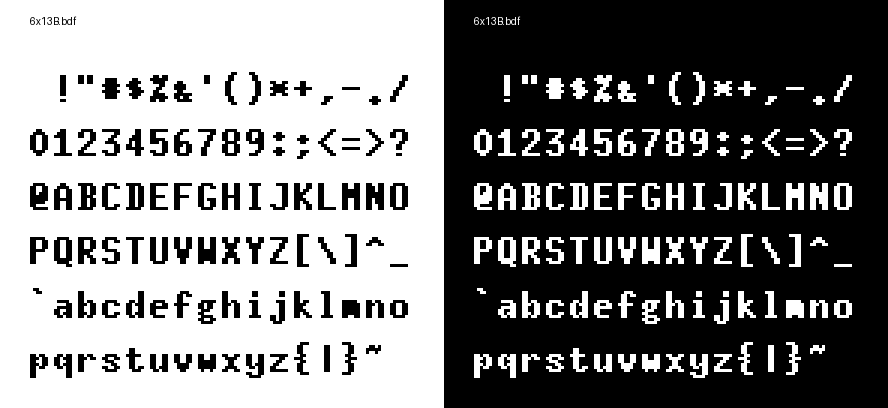 6x13B.bdf
!"#$%&'()*+,-./
0123456789:;<=>?
@ABCDEFGHIJKLMNO
PQRSTUVWXYZ[\]^_
`abcdefghijklmno
pqrstuvwxyz{|}~
6x13B.bdf
!"#$%&'()*+,-./
0123456789:;<=>?
@ABCDEFGHIJKLMNO
PQRSTUVWXYZ[\]^_
`abcdefghijklmno
pqrstuvwxyz{|}~